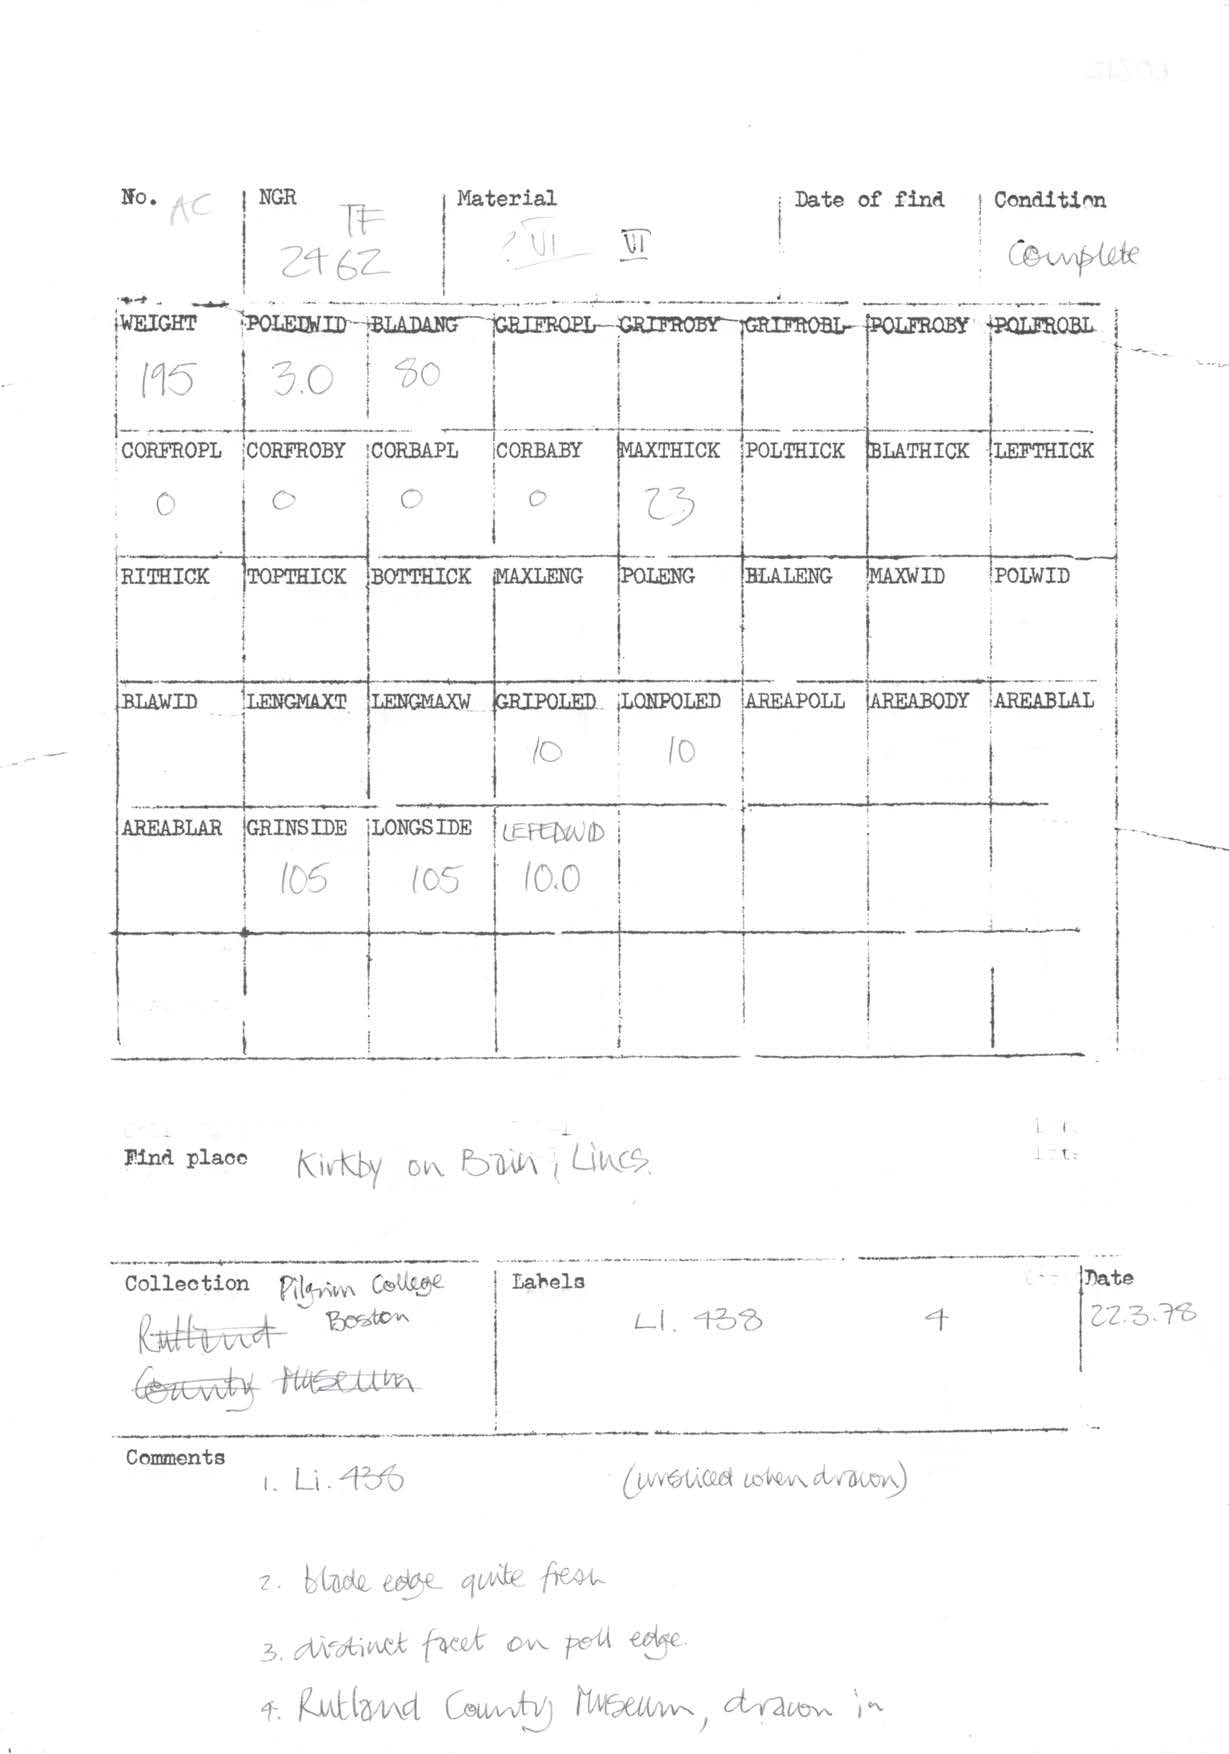 No. AC NGR TF 2462 Material ? VI VI Date of find Condition Complete
WEIGHT POLEDWID BLADANG GRIFROPL GRIFROBY GRIFROBL POLFROBY POLFROBL
195 3.0 80
CORFROPL CORFROBY CORBAPL CORBABY MAXTHICK POLTHICK BLATHICK LEFTHICK
0 0 0 0 23
RITHICK TOPTHICK BOTTHICK MAXLENG POLENG BLALENG MAXWID POLWID
BLAWID LENGMAXT LENGMAXW GRIPOLED LONPOLED AREAPOLL AREABODY AREABLAL
10 10
AREABLAR GRINSIDE LONGSIDE LEFEDWID
105 105 10.0
Find place Kirkby on Bain, Lincs.
Collection Pilgrim College Labels Date
Rutland Boston LI. 438 4 22.3.78
County Museum
Comments
1. Li. 438 (unsliced when drawn)
2. blade edge quite fresh
3. distinct facet on poll edge.
4. Rutland County Museum, drawn in